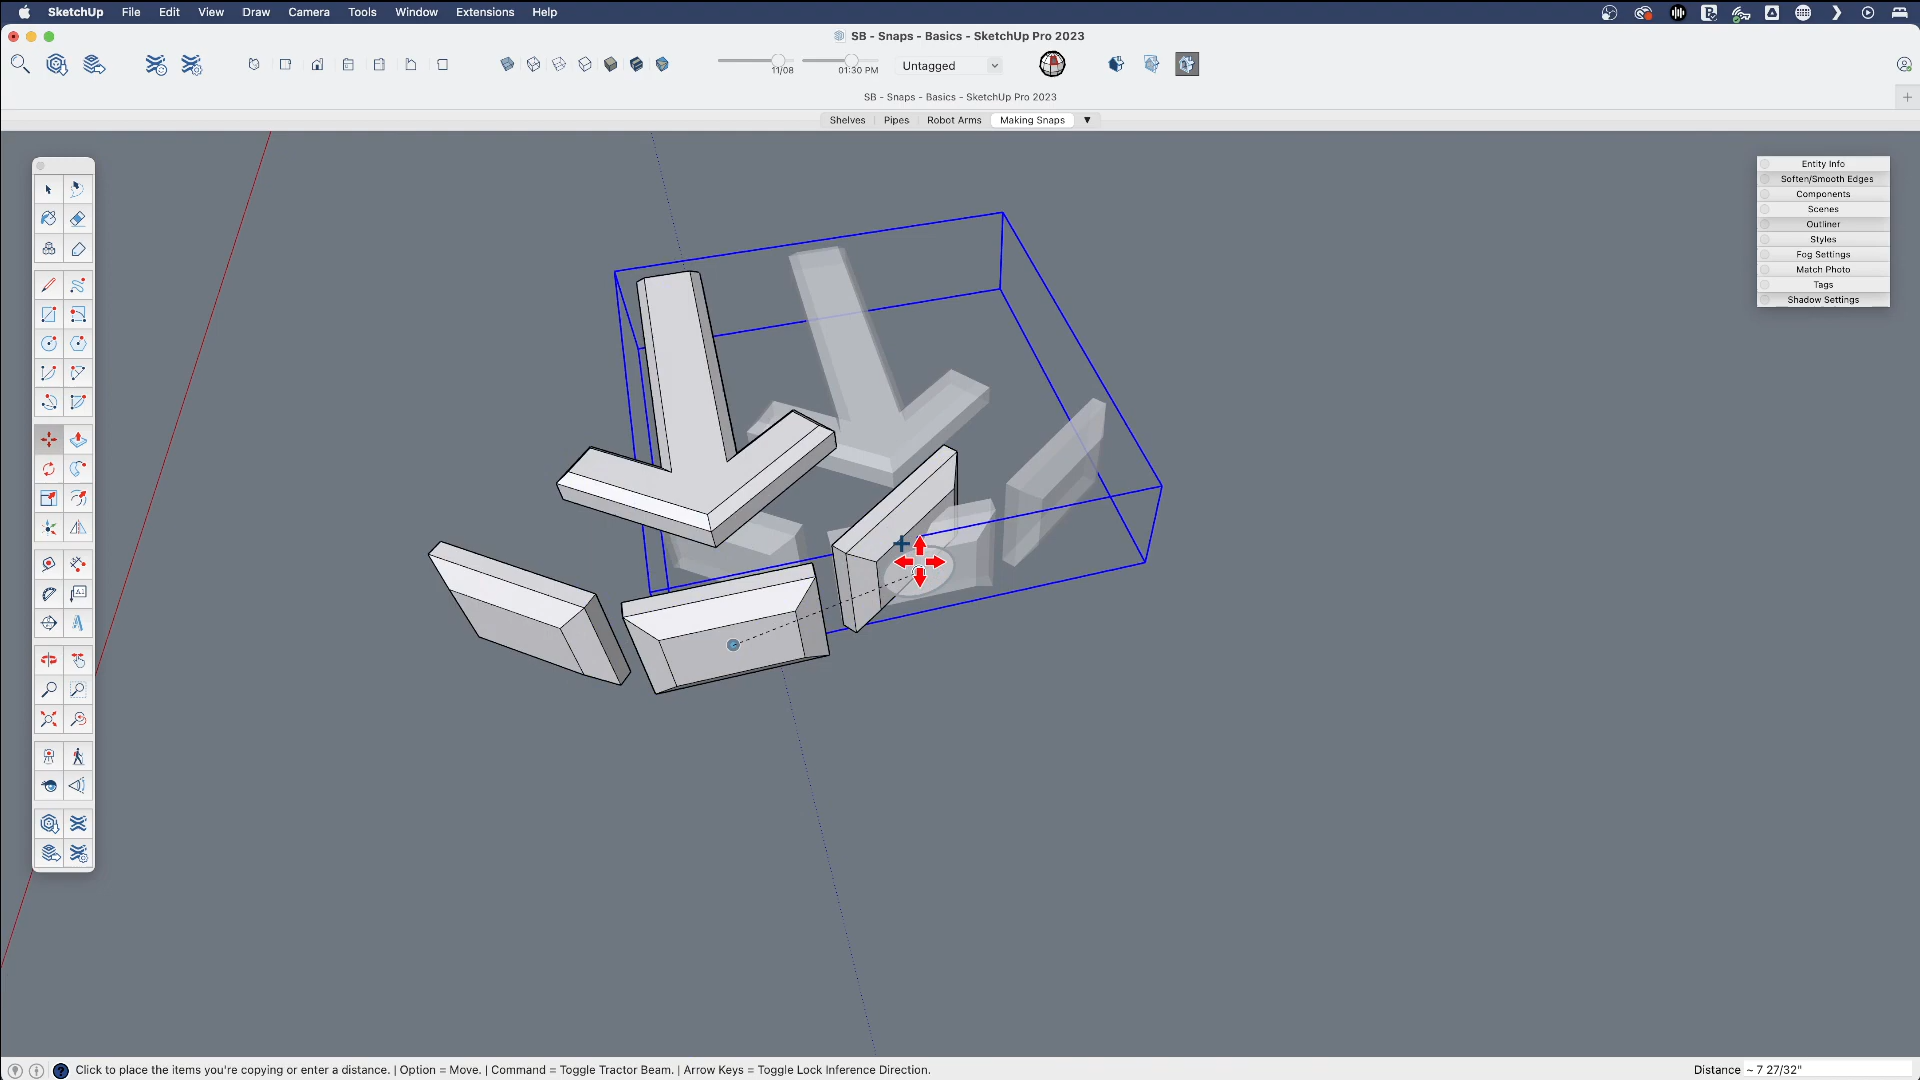 SketchUp File Edit View Draw Camera Tools Window Extensions Help
SB - Snaps - Basics - SketchUp Pro 2023
11/08 01:30 PM Untagged
SB - Snaps - Basics - SketchUp Pro 2023
Shelves Pipes Robot Arms Making Snaps
Entity Info
Soften/Smooth Edges
Components
Scenes
Outliner
Styles
Fog Settings
Match Photo
Tags
Shadow Settings
Click to place the items you're copying or enter a distance. | Option = Move. | Command = Toggle Tractor Beam. | Arrow Keys = Toggle Lock Inference Direction. Distance ~ 7 27/32"